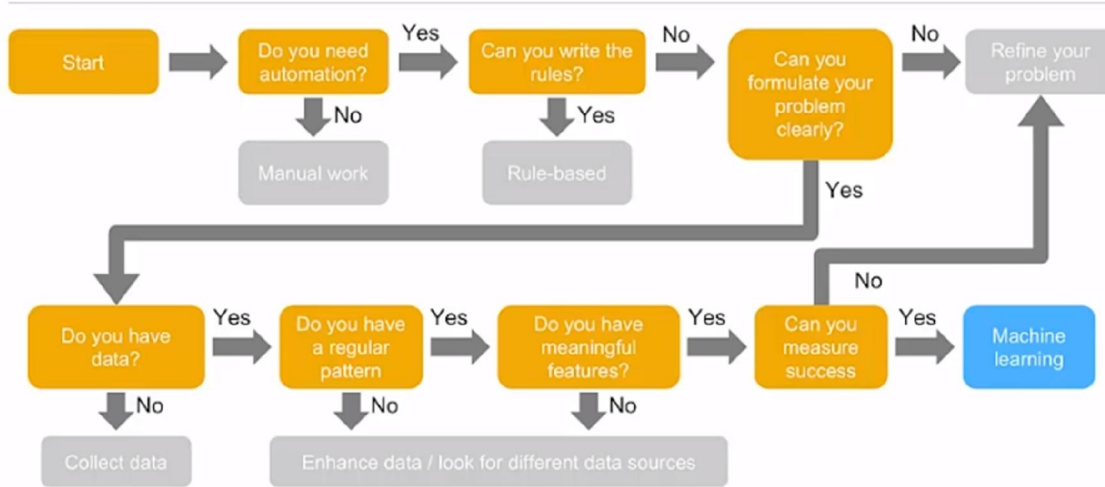 Start
Do you need
automation?
Yes
Can you write the
rules?
No
Can you
formulate your
problem
clearly?
No
Refine your
problem
No
Manual work
Yes
Rule-based
Yes
No
Do you have
data?
Yes
Do you have
a regular
pattern
Yes
Do you have
meaningful
features?
Yes
Can you
measure
success
Yes
Machine
learning
No
Collect data
No
No
Enhance data / look for different data sources